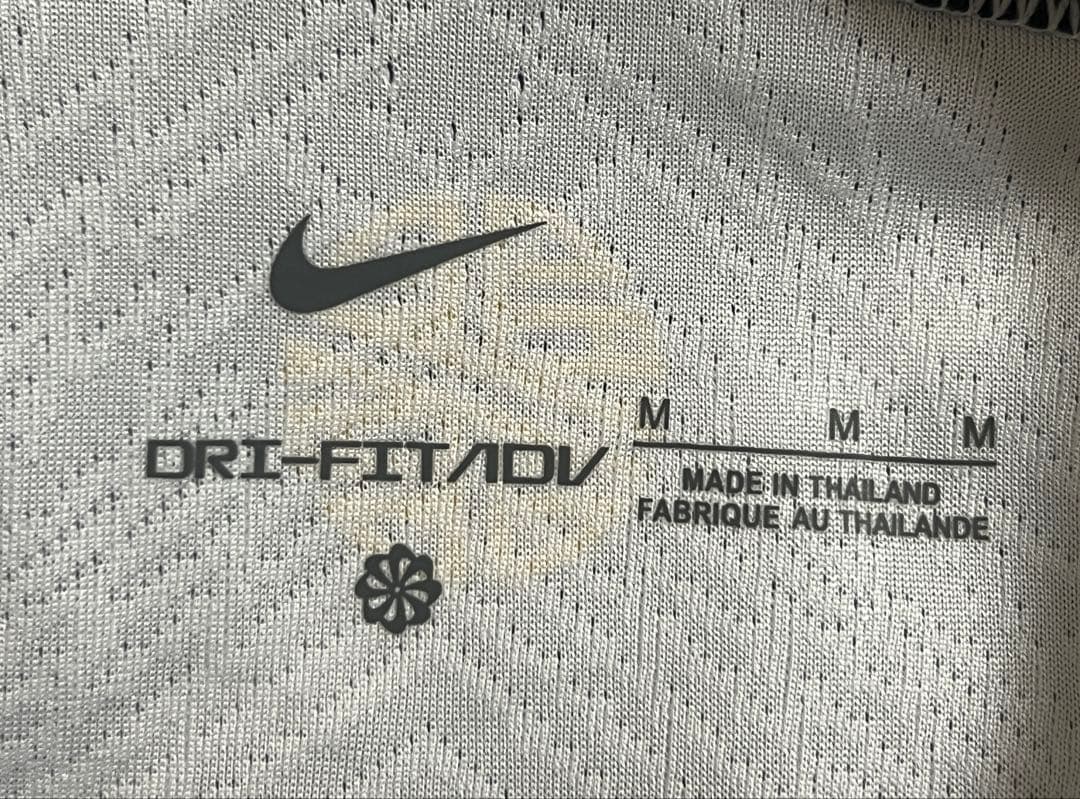 DRI-FIT ADV
M M M
MADE IN THAILAND
FABRIQUE AU THAILANDE